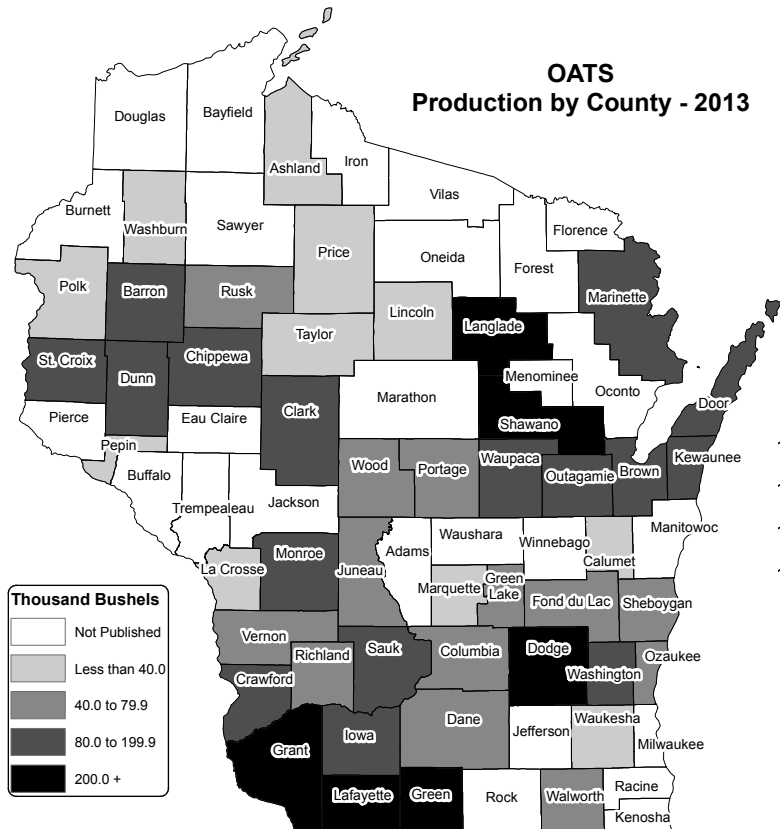 OATS
Production by County - 2013
Douglas
Bayfield
Ashland
Iron
Vilas
Burnett
Washburn
Sawyer
Florence
Price
Oneida
Forest
Polk
Barron
Rusk
Marinette
Lincoln
Langlade
Taylor
St. Croix
Chippewa
Dunn
Menominee
Oconto
Marathon
Clark
Door
Pierce
Eau Claire
Shawano
Pepin
Waupaca
Kewaunee
Wood
Portage
Brown
Outagamie
Buffalo
Trempealeau
Jackson
Manitowoc
Waushara
Winnebago
Adams
Monroe
Calumet
La Crosse
Juneau
Green
Lake
Marquette
Fond du Lac
Sheboygan
Vernon
Richland
Sauk
Columbia
Dodge
Ozaukee
Washington
Crawford
Dane
Jefferson
Waukesha
Iowa
Grant
Milwaukee
Lafayette
Green
Rock
Walworth
Racine
Kenosha
Thousand Bushels
Not Published
Less than 40.0
40.0 to 79.9
80.0 to 199.9
200.0 +